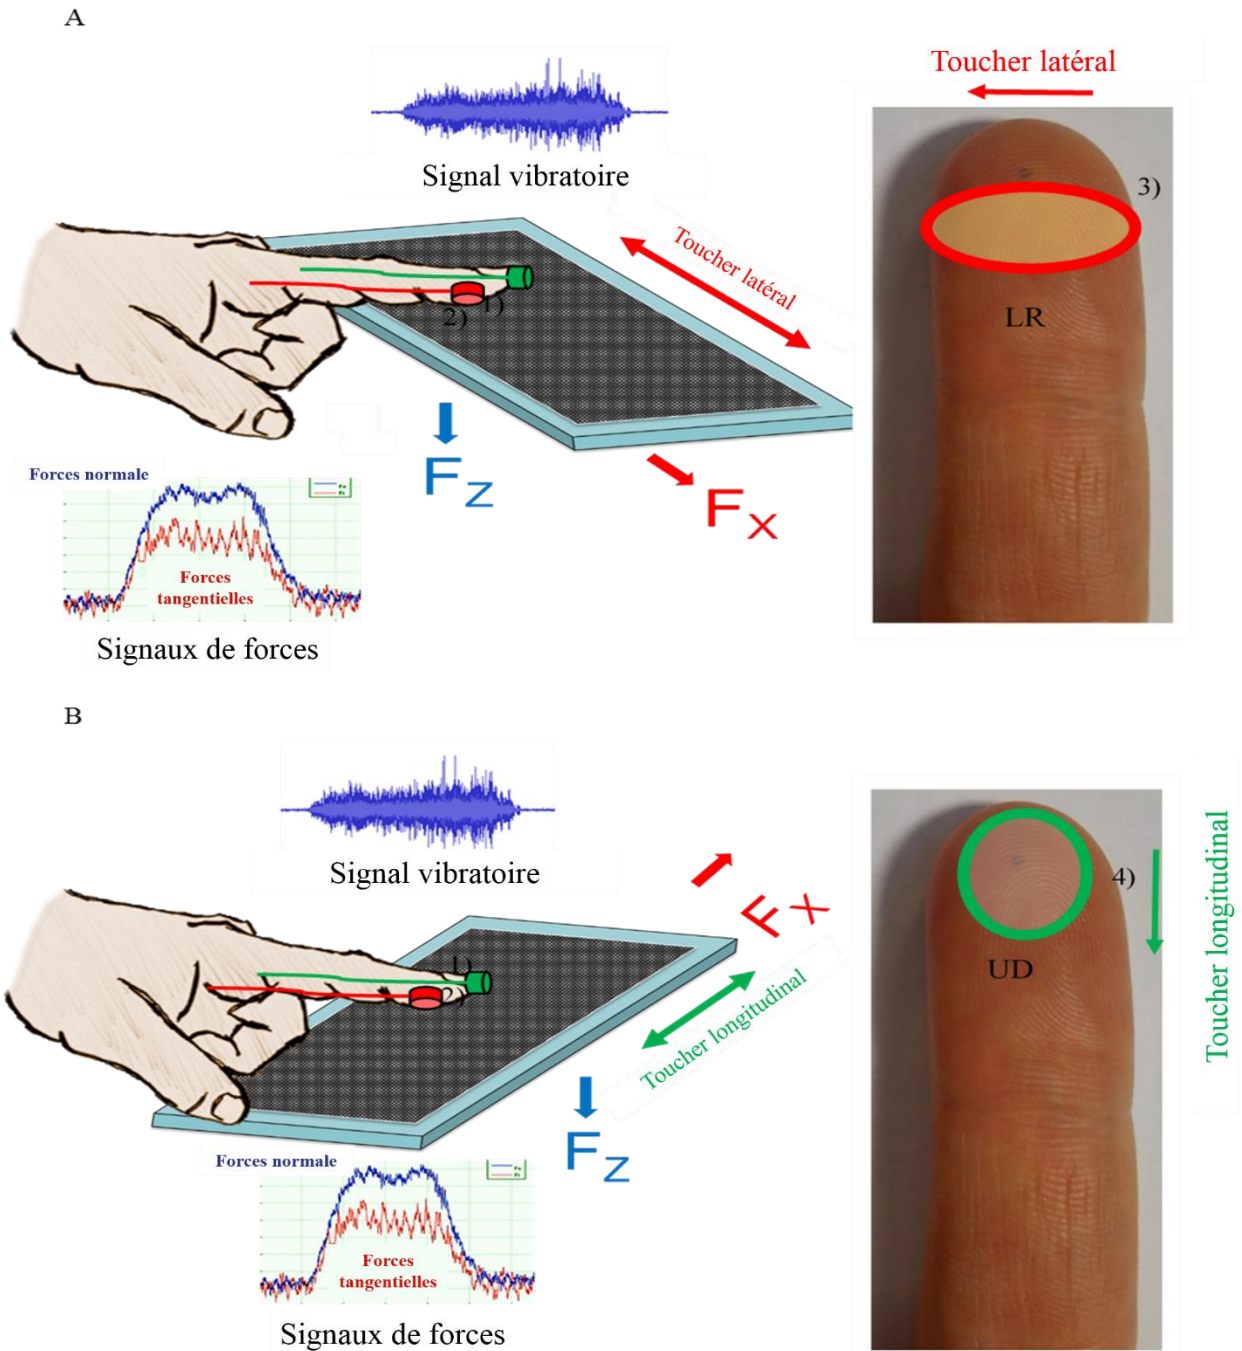 A
Toucher latéral
Signal vibratoire
3)
Toucher latéral
1)
2)
LR
FZ
FX
Forces normale
Forces
tangentielles
Signaux de forces
B
Signal vibratoire
FX
Toucher longitudinal
4)
Toucher longitudinal
1)
2)
UD
FZ
Forces normale
Forces
tangentielles
Signaux de forces